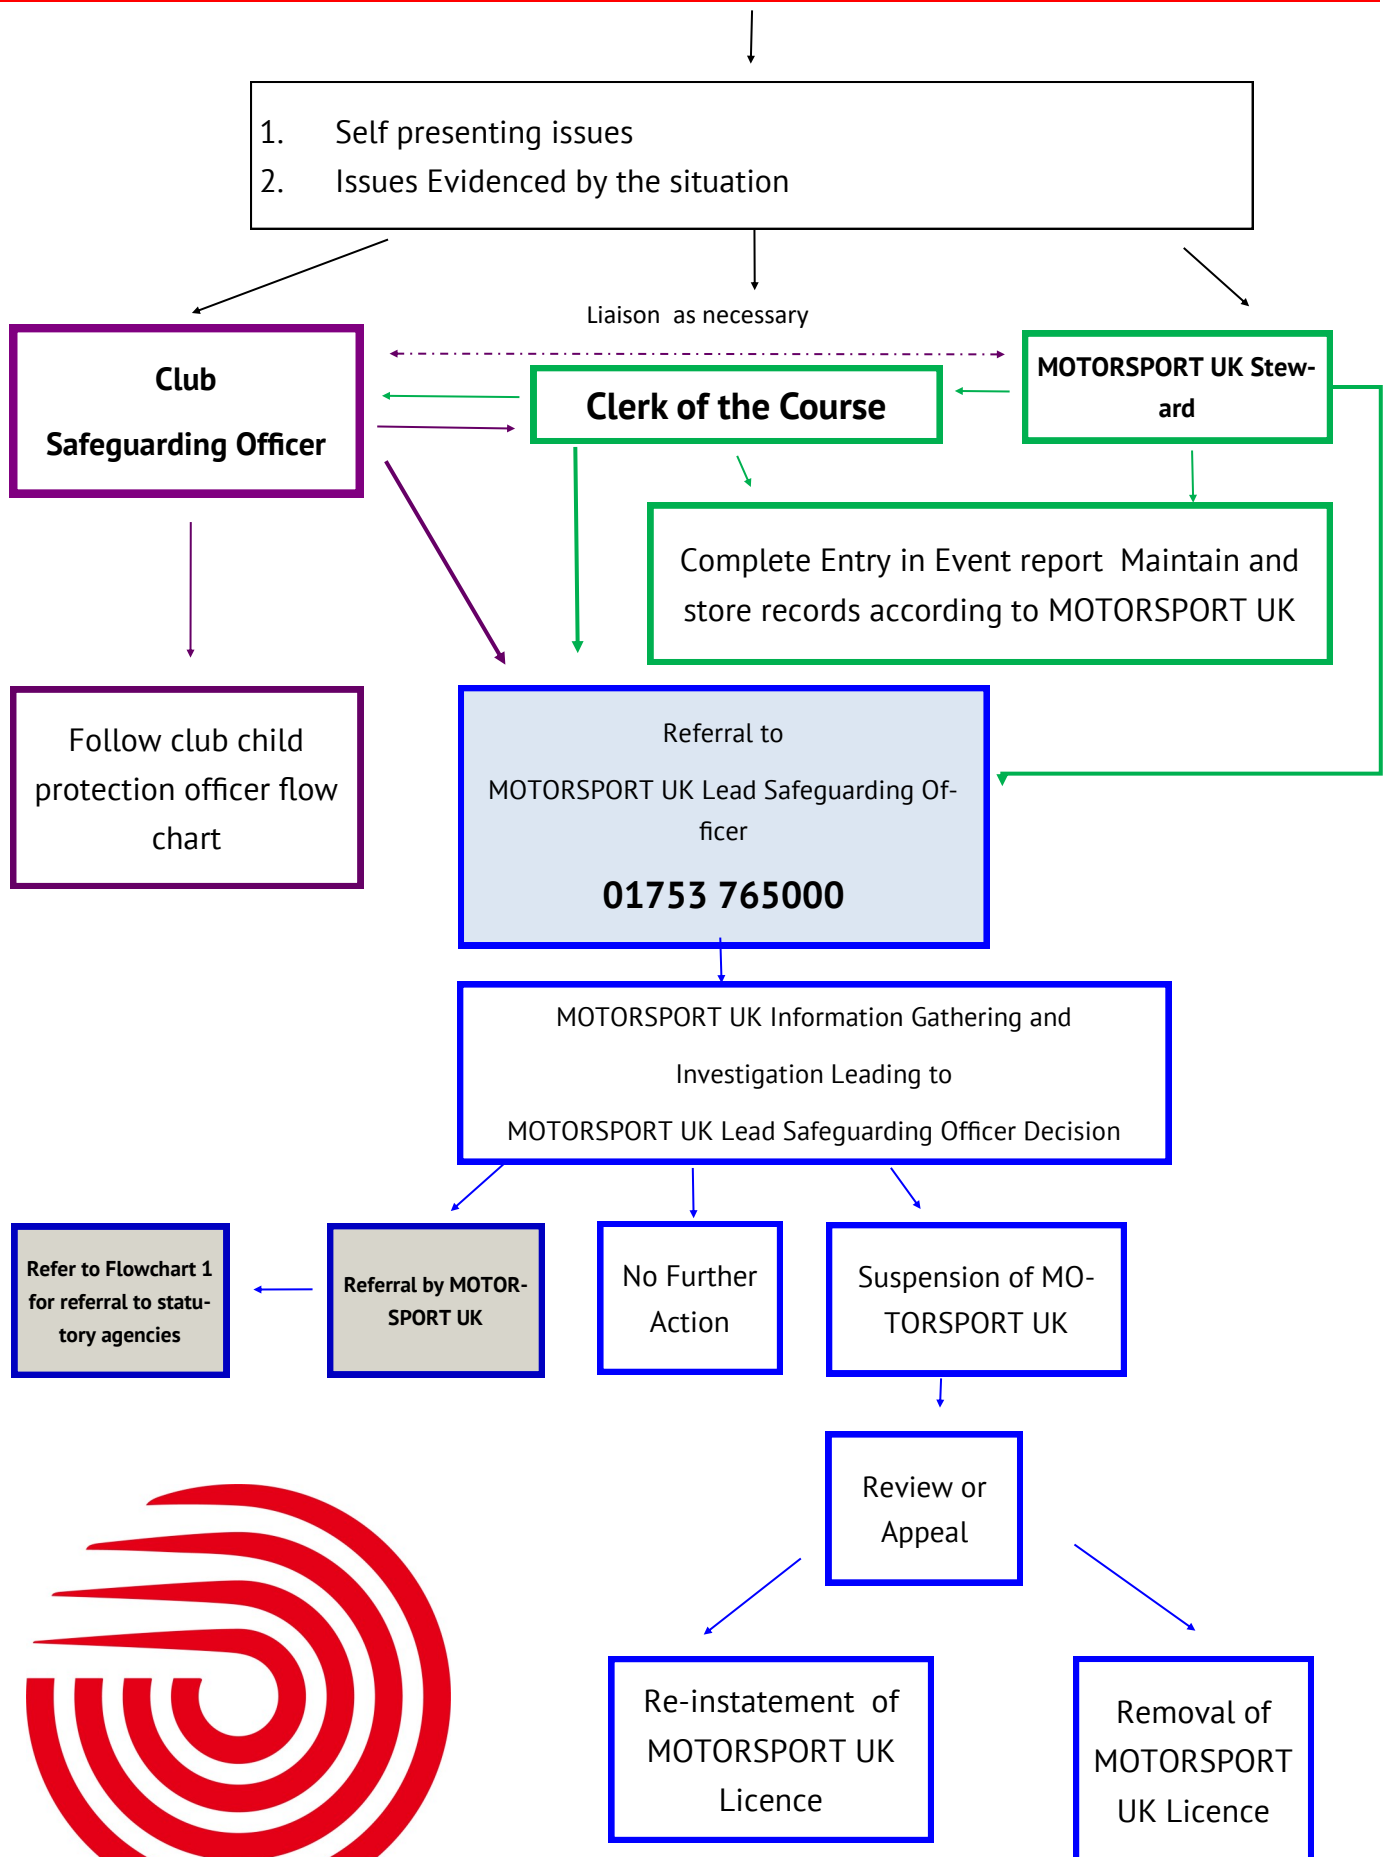 1. Self presenting issues
2. Issues Evidenced by the situation
Liaison as necessary
Club
Safeguarding Officer
Clerk of the Course
MOTORSPORT UK Stew-
ard
Complete Entry in Event report Maintain and
store records according to MOTORSPORT UK
Follow club child
protection officer flow
chart
Referral to
MOTORSPORT UK Lead Safeguarding Of-
ficer
01753 765000
MOTORSPORT UK Information Gathering and
Investigation Leading to
MOTORSPORT UK Lead Safeguarding Officer Decision
Refer to Flowchart 1
for referral to statu-
tory agencies
Referral by MOTOR-
SPORT UK
No Further
Action
Suspension of MO-
TORSPORT UK
Review or
Appeal
Re-instatement of
MOTORSPORT UK
Licence
Removal of
MOTORSPORT
UK Licence